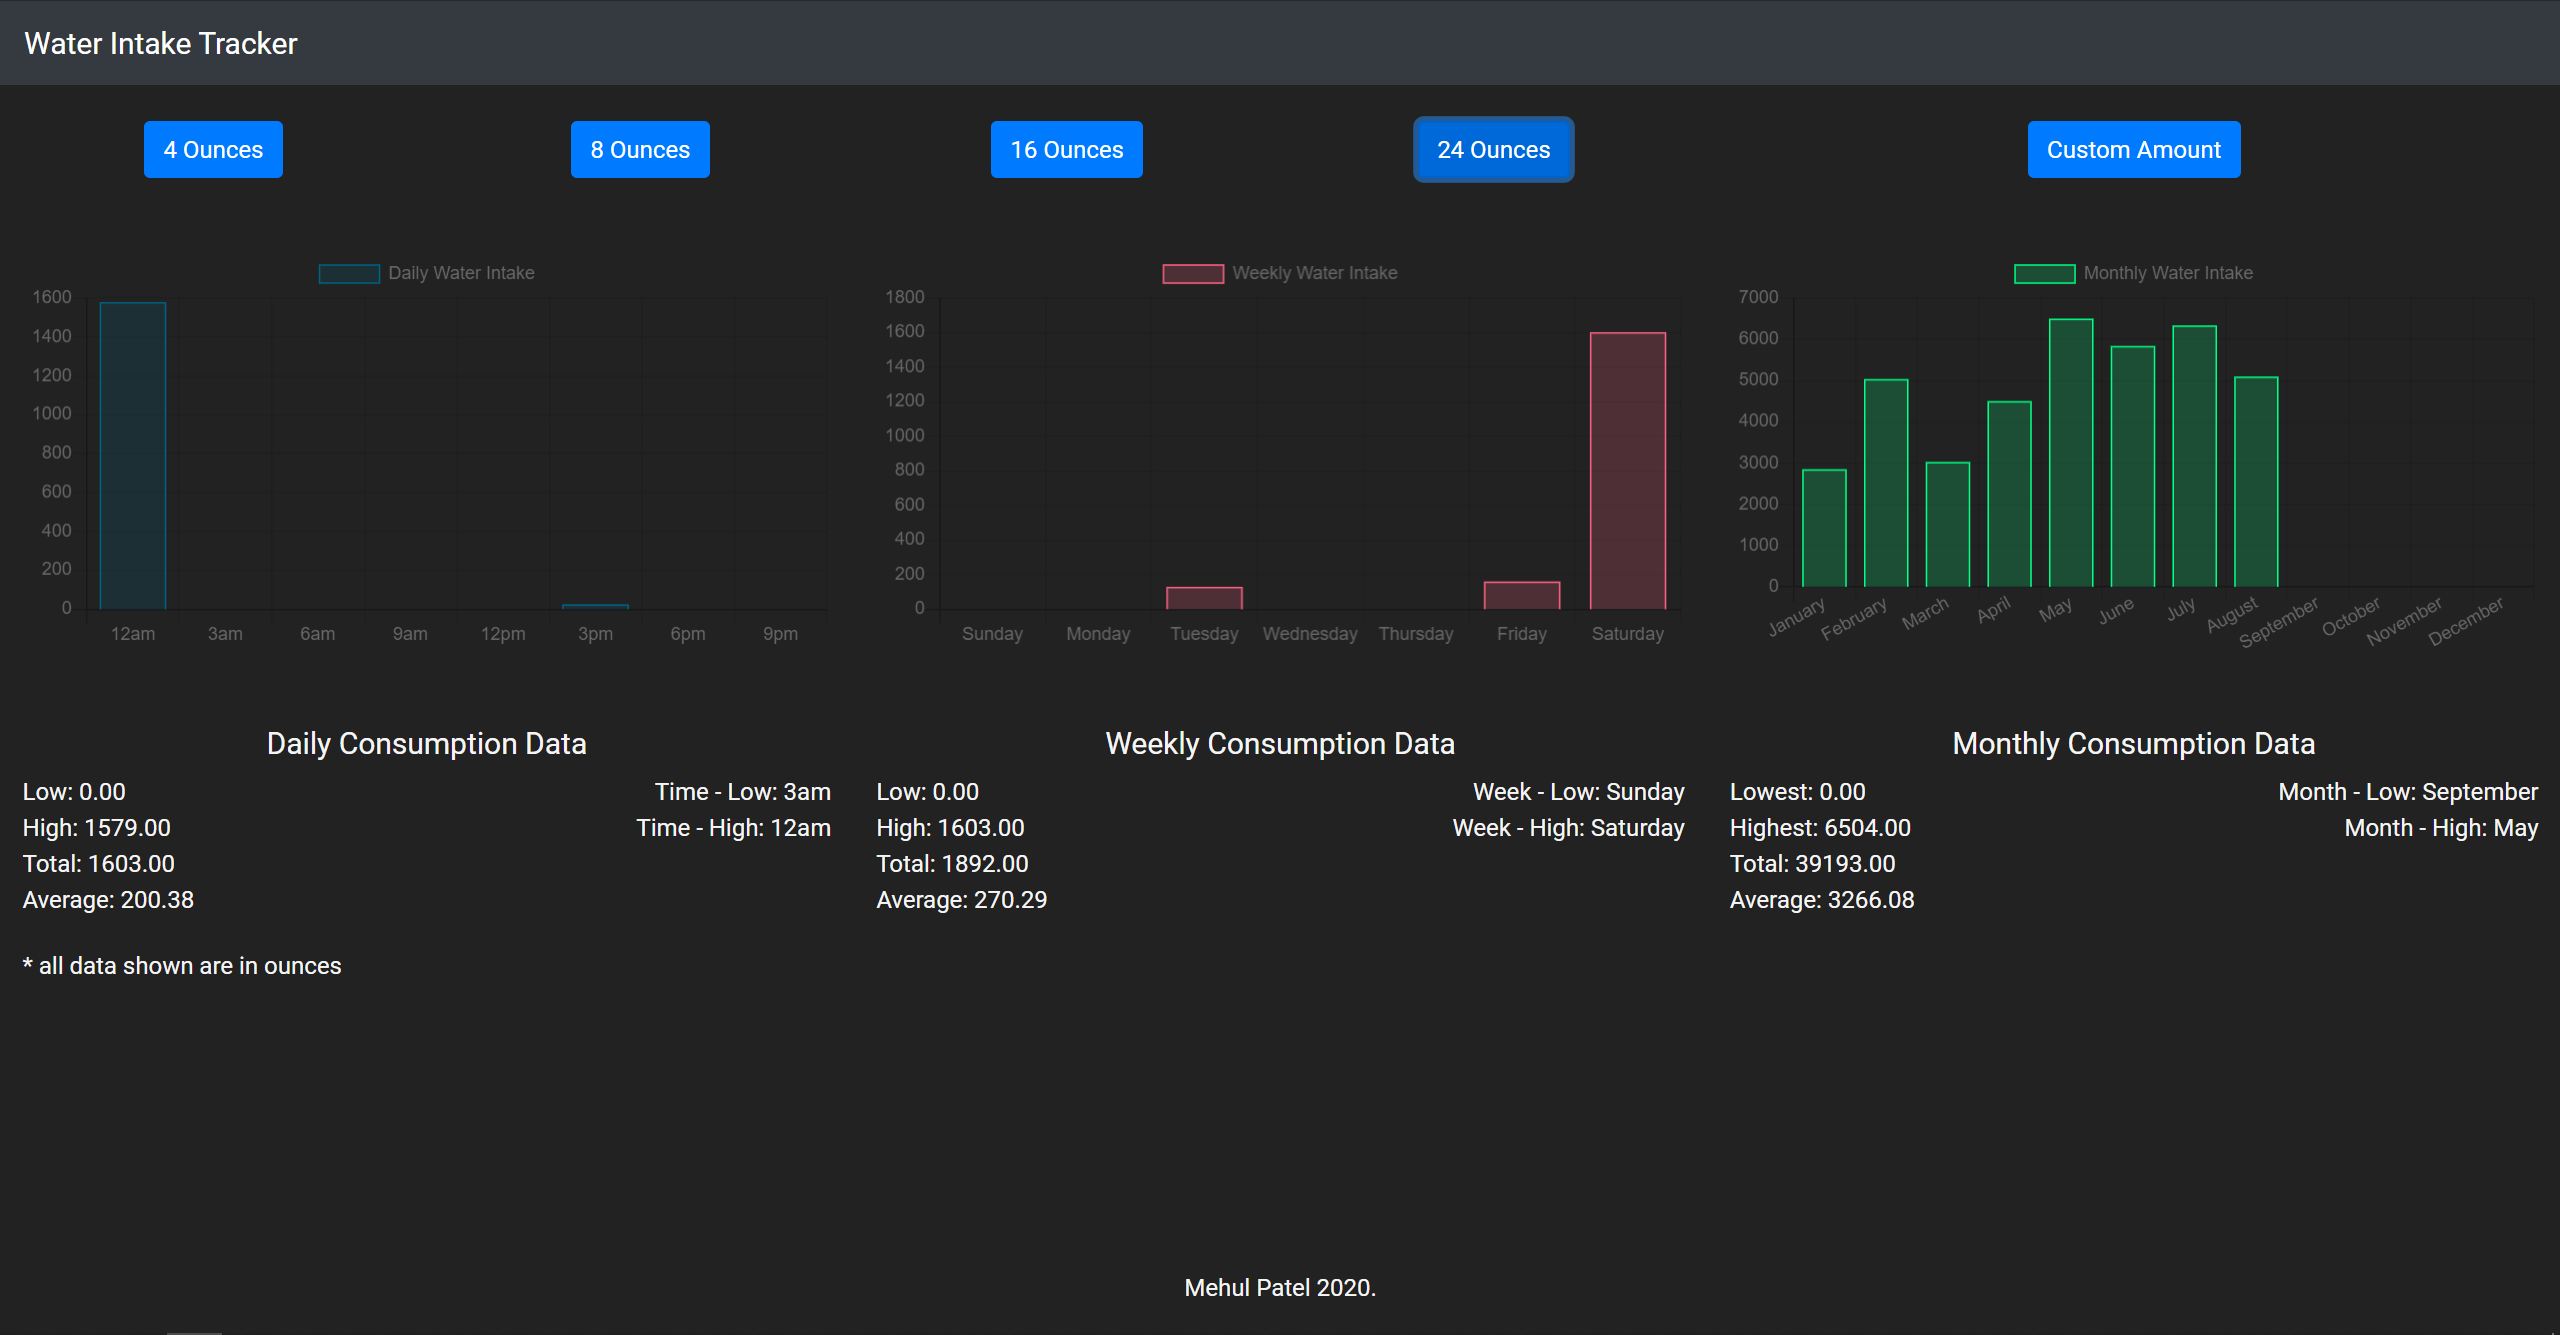 Water Intake Tracker
4 Ounces
8 Ounces
16 Ounces
24 Ounces
Custom Amount
Daily Water Intake
1600
1400
1200
1000
800
600
400
200
0
12am 3am 6am 9am 12pm 3pm 6pm 9pm
Weekly Water Intake
1800
1600
1400
1200
1000
800
600
400
200
0
Sunday Monday Tuesday Wednesday Thursday Friday Saturday
Monthly Water Intake
7000
6000
5000
4000
3000
2000
1000
0
January February March April May June July August September October November December
Daily Consumption Data
Low: 0.00
High: 1579.00
Total: 1603.00
Average: 200.38
Time - Low: 3am
Time - High: 12am
Weekly Consumption Data
Low: 0.00
High: 1603.00
Total: 1892.00
Average: 270.29
Week - Low: Sunday
Week - High: Saturday
Monthly Consumption Data
Lowest: 0.00
Highest: 6504.00
Total: 39193.00
Average: 3266.08
Month - Low: September
Month - High: May
* all data shown are in ounces
Mehul Patel 2020.